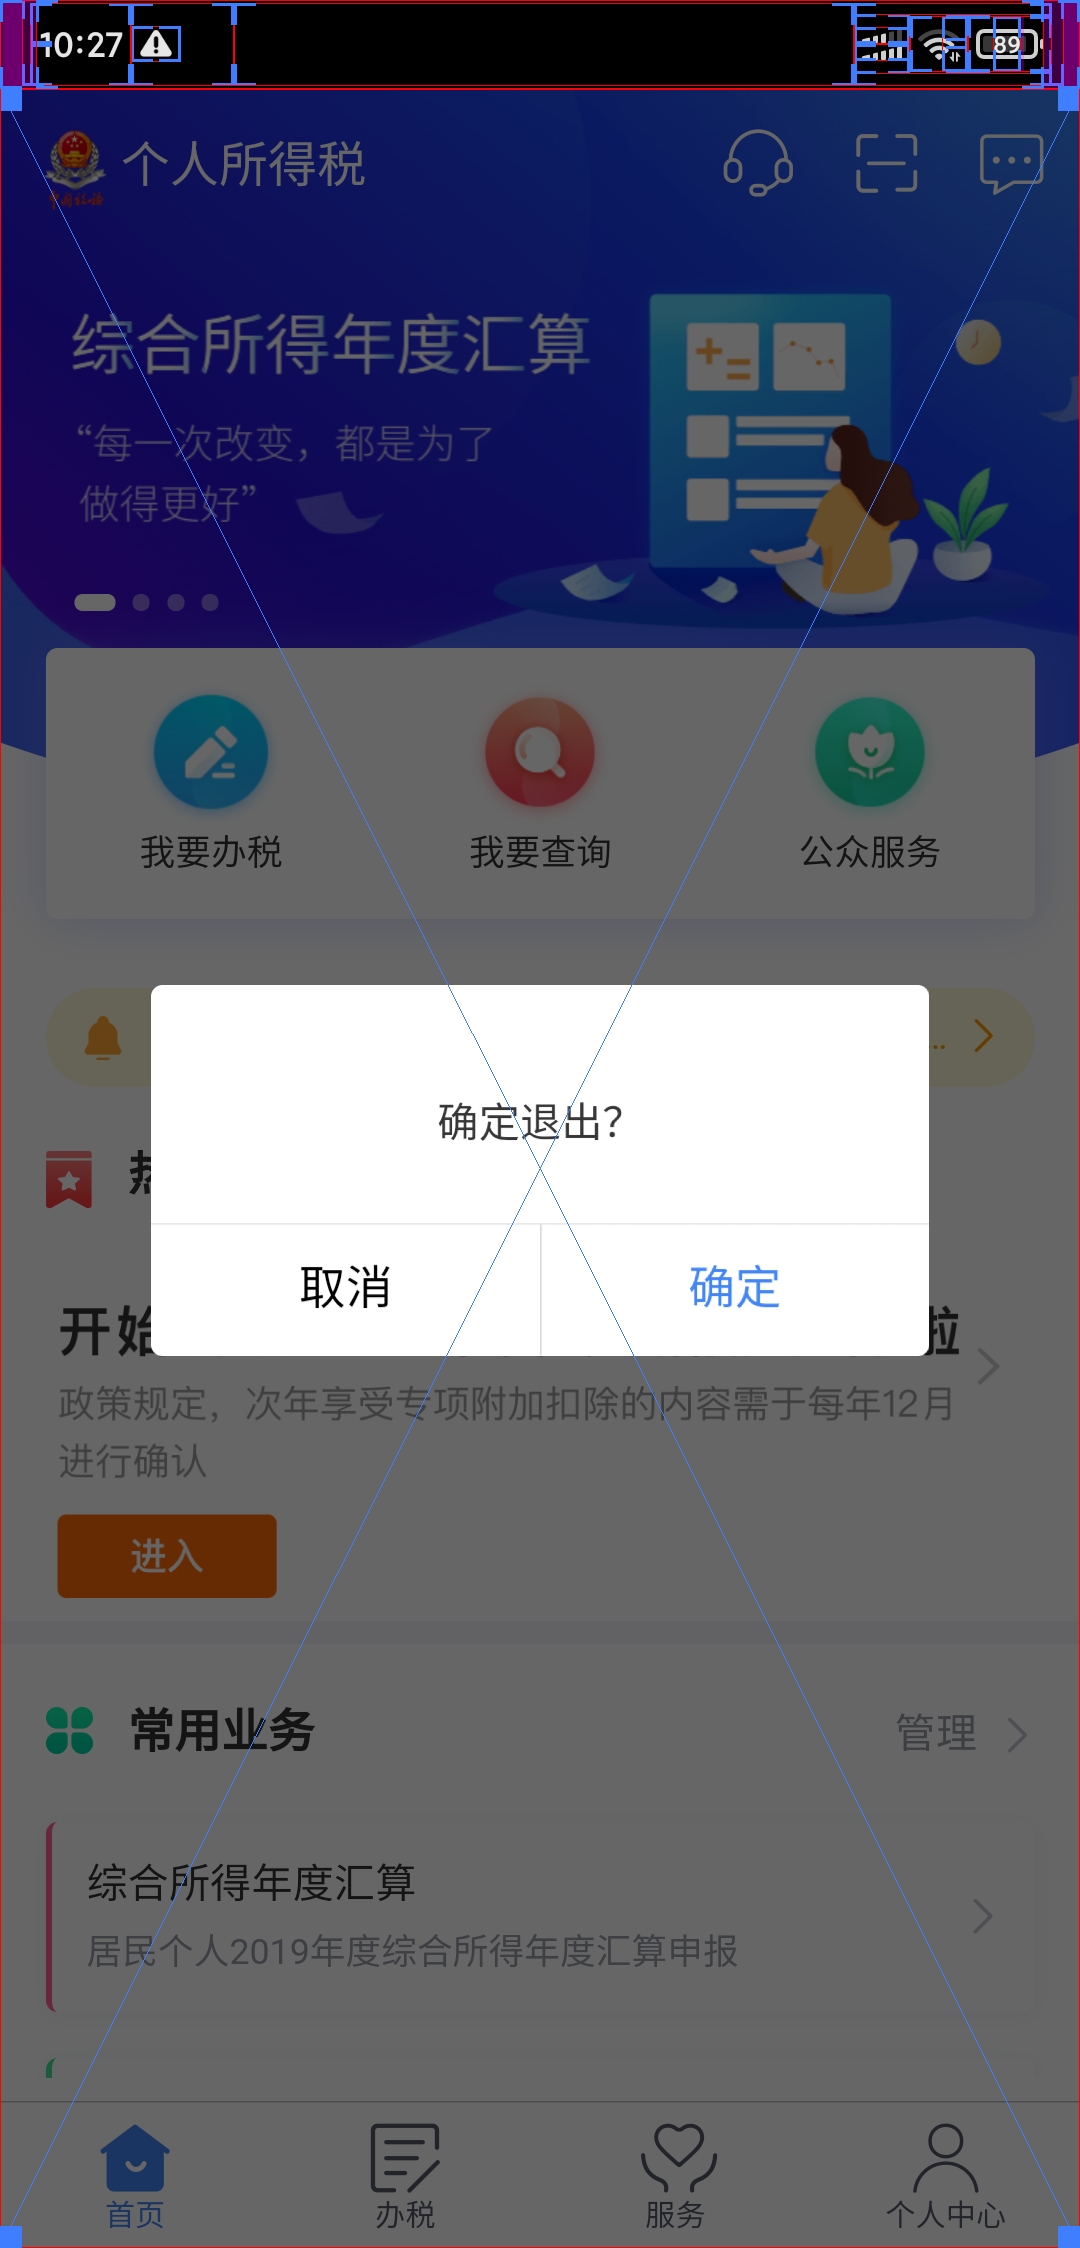 10:27
89
个人所得税
综合所得年度汇算
“每一次改变，都是为了
做得更好”
我要办税
我要查询
公众服务
...
确定退出？
取消
确定
开始
啦
政策规定，次年享受专项附加扣除的内容需于每年12月
进行确认
进入
常用业务
管理
综合所得年度汇算
居民个人2019年度综合所得年度汇算申报
首页
办税
服务
个人中心